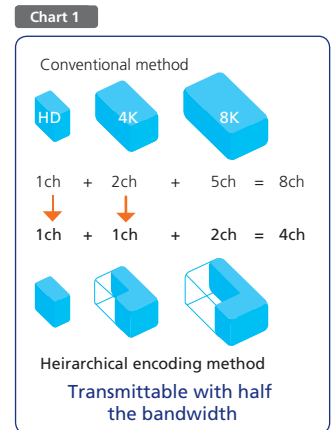 Chart 1
Conventional method
HD 4K 8K
1ch + 2ch + 5ch = 8ch
1ch + 1ch + 2ch = 4ch
Heirarchical encoding method
Transmittable with half
the bandwidth